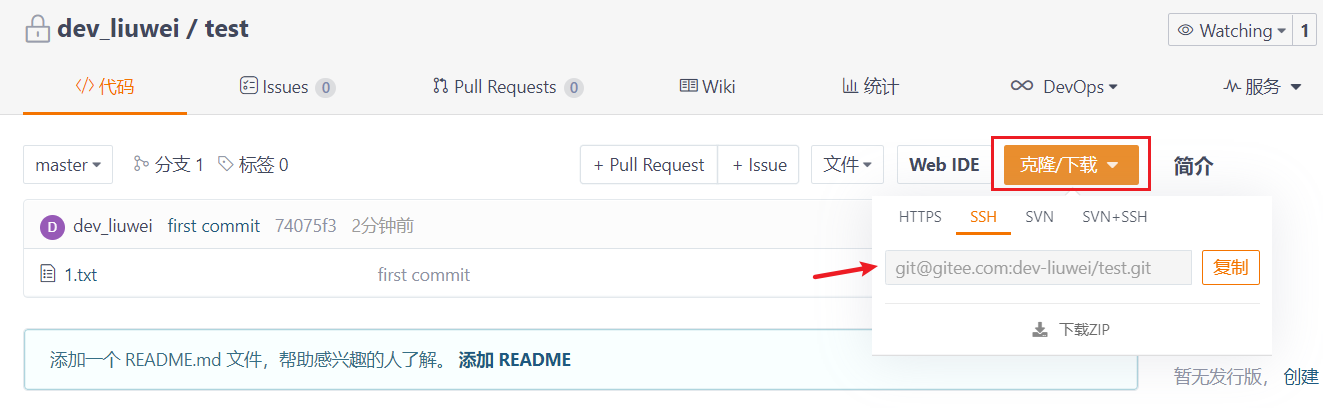 dev_liuwei / test
Watching 1
代码 Issues 0 Pull Requests 0 Wiki 统计 DevOps 服务
master 分支 1 标签 0 + Pull Request + Issue 文件 Web IDE 克隆/下载 简介
HTTPS SSH SVN SVN+SSH
D dev_liuwei first commit 74075f3 2分钟前
git@gitee.com:dev-liuwei/test.git 复制
1.txt first commit
下载ZIP
添加一个 README.md 文件，帮助感兴趣的人了解。 添加 README
暂无发行版， 创建